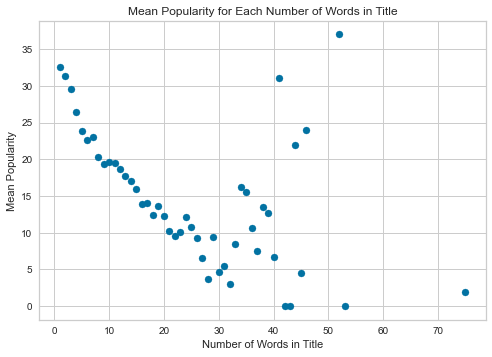 Mean Popularity for Each Number of Words in Title
Mean Popularity
35
30
25
20
15
10
5
0
0 10 20 30 40 50 60 70
Number of Words in Title